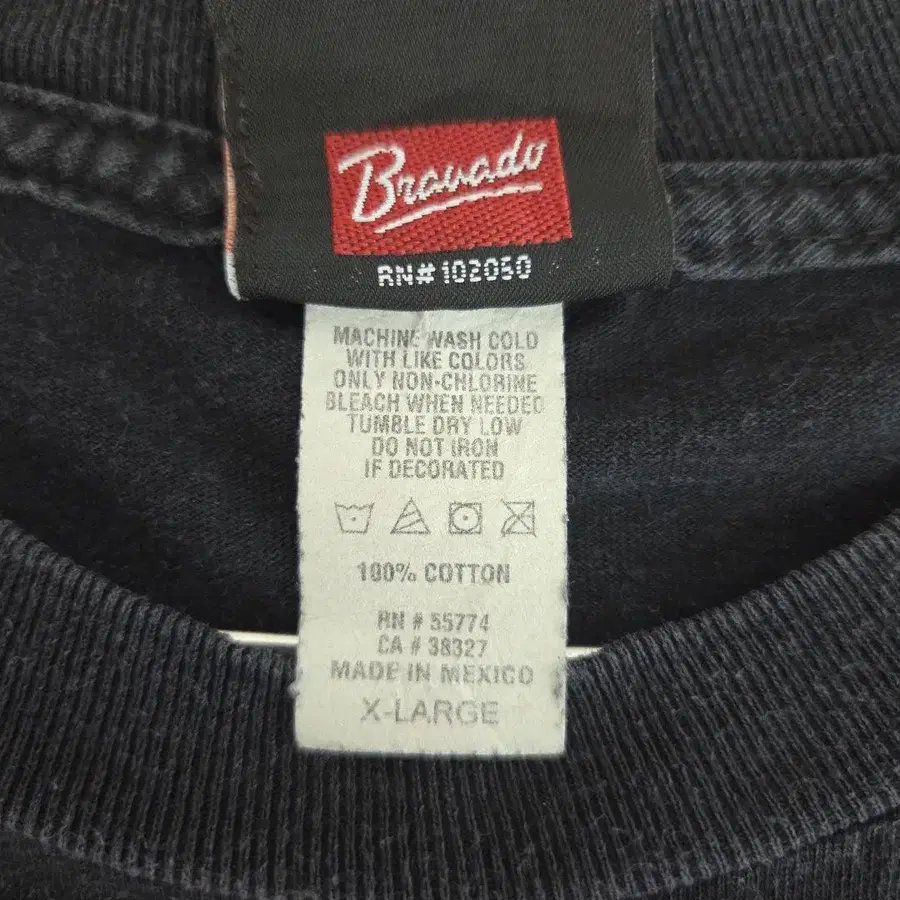 Bravado
RN#102050
MACHINE WASH COLD
WITH LIKE COLORS
ONLY NON-CHLORINE
BLEACH WHEN NEEDED
TUMBLE DRY LOW
DO NOT IRON
IF DECORATED
100% COTTON
RN # 55774
CA # 38327
MADE IN MEXICO
X-LARGE